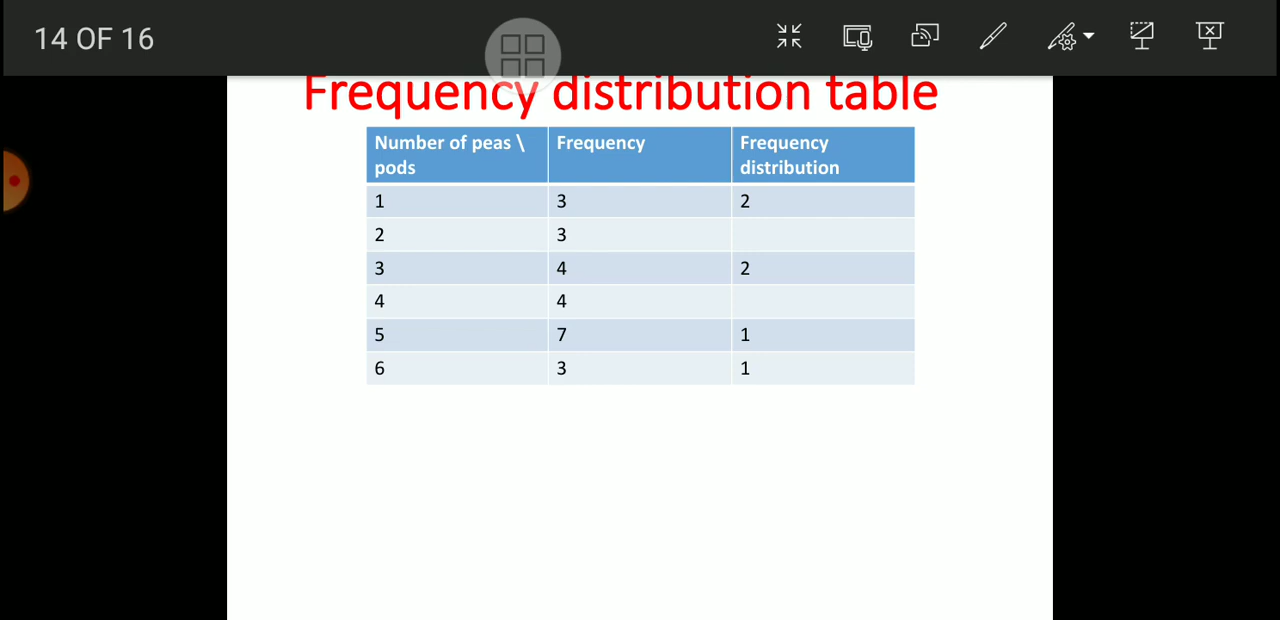 14 OF 16
Frequency distribution table
Number of peas \ pods Frequency Frequency distribution
1 3 2
2 3
3 4 2
4 4
5 7 1
6 3 1